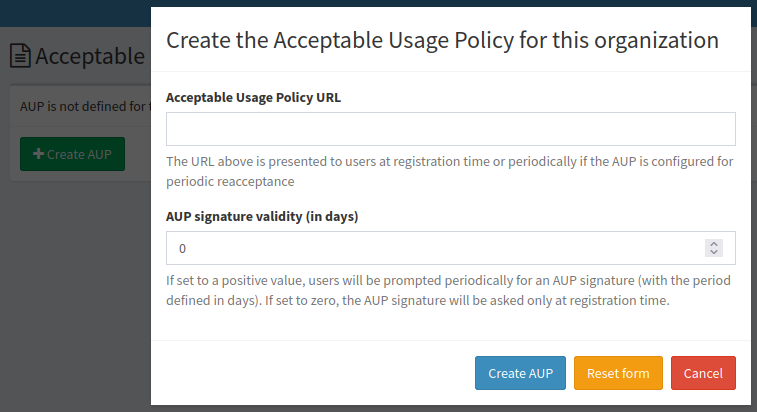 Create the Acceptable Usage Policy for this organization
Acceptable
Acceptable Usage Policy URL
AUP is not defined for
Create AUP
The URL above is presented to users at registration time or periodically if the AUP is configured for
periodic reacceptance
AUP signature validity (in days)
0
If set to a positive value, users will be prompted periodically for an AUP signature (with the period
defined in days). If set to zero, the AUP signature will be asked only at registration time.
Create AUP
Reset form
Cancel